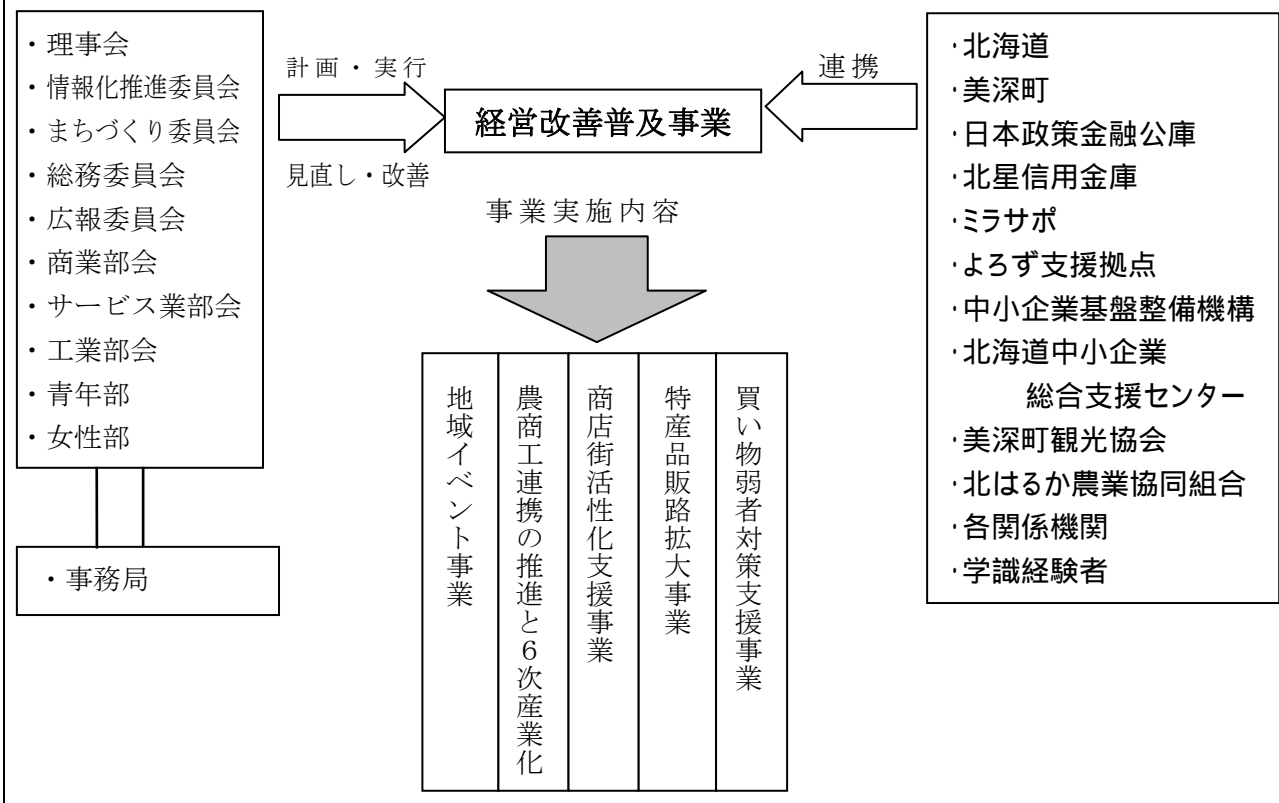 ・理事会
・情報化推進委員会
・まちづくり委員会
・総務委員会
・広報委員会
・商業部会
・サービス業部会
・工業部会
・青年部
・女性部
・事務局
計画・実行
見直し・改善
経営改善普及事業
連携
事業実施内容
買い物弱者対策支援事業
特産品販路拡大事業
商店街活性化支援事業
農商工連携の推進と6次産業化
地域イベント事業
・北海道
・美深町
・日本政策金融公庫
・北星信用金庫
・ミラサポ
・よろず支援拠点
・中小企業基盤整備機構
・北海道中小企業
総合支援センター
・美深町観光協会
・北はるか農業協同組合
・各関係機関
・学識経験者